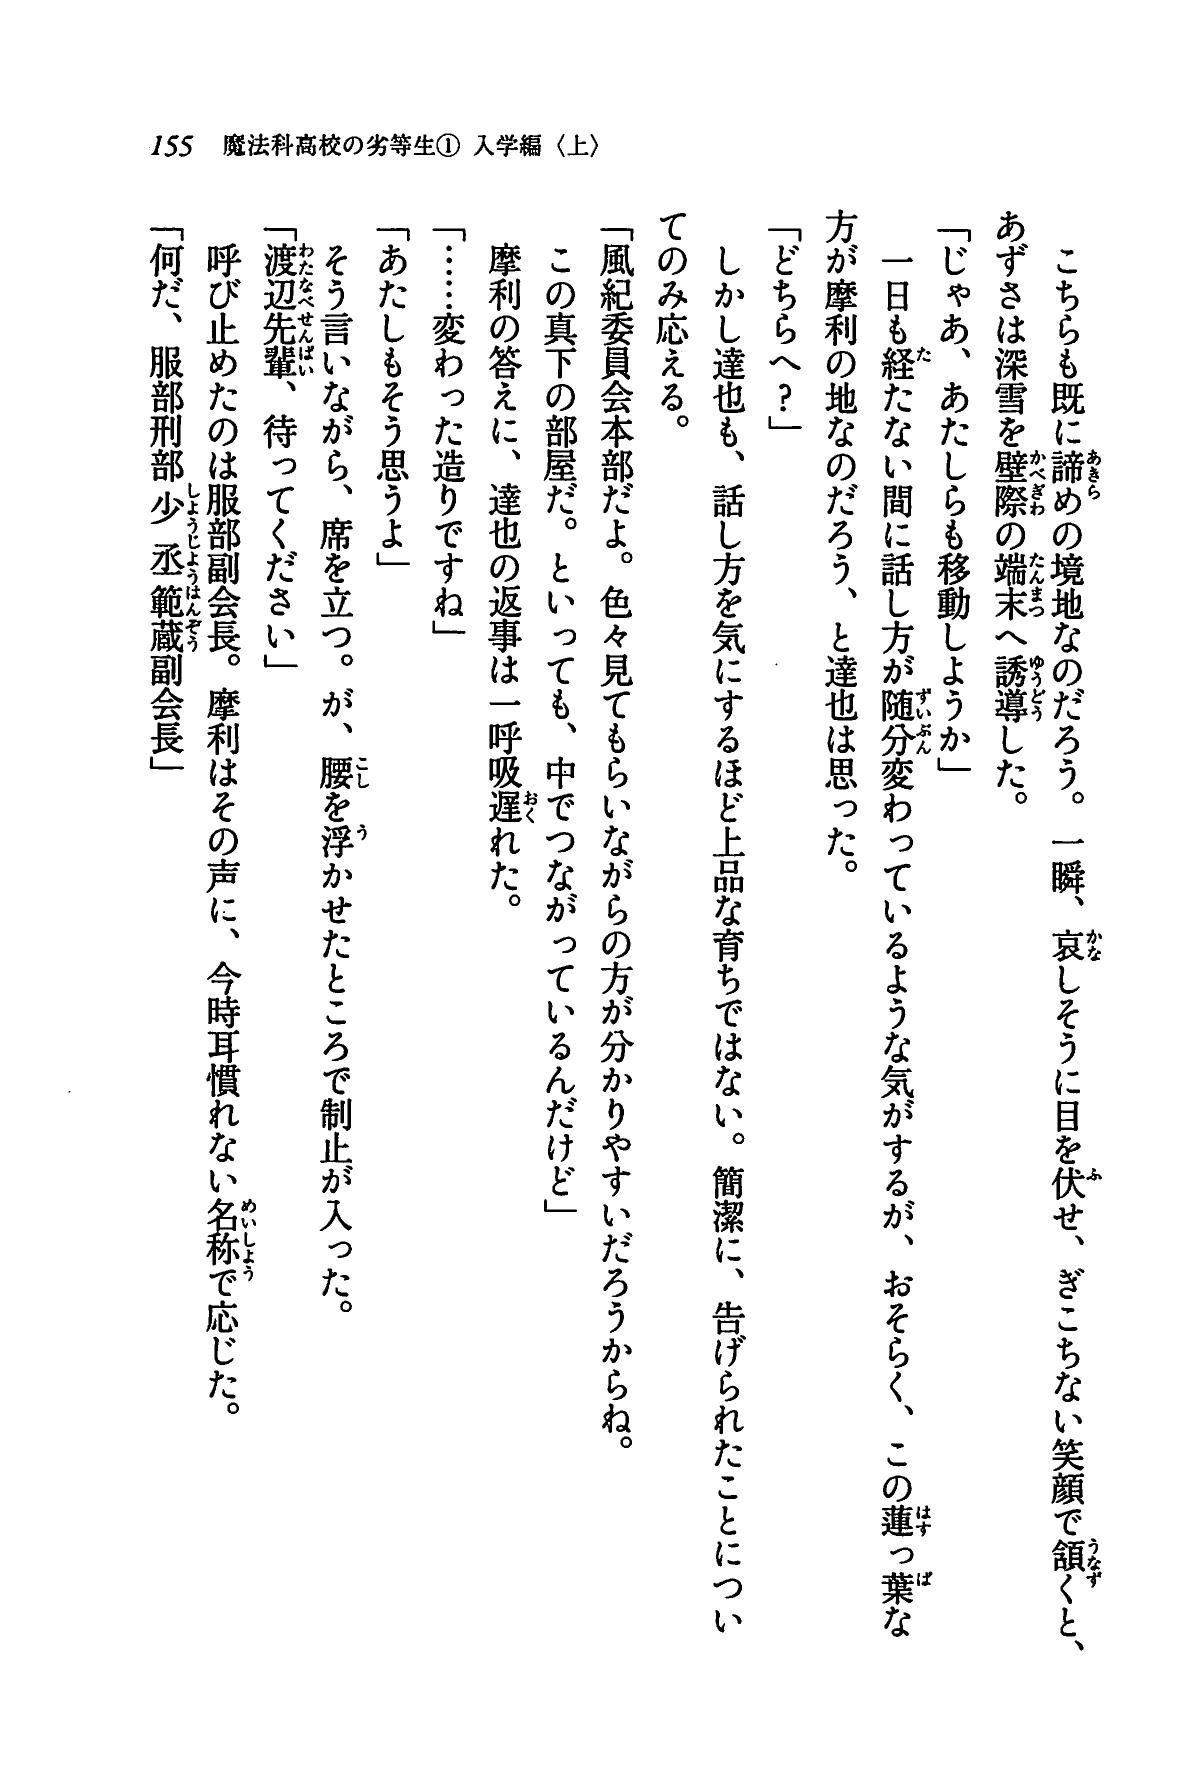 155 魔法科高校の劣等生① 入学編〈上〉
こちらも既に諦めの境地なのだろう。一瞬、哀しそうに目を伏せ、ぎこちない笑顔で頷くと、
あずさは深雪を壁際の端末へ誘導した。
「じゃあ、あたしらも移動しようか」
一日も経たない間に話し方が随分変わっているような気がするが、おそらく、この蓮っ葉な
方が摩利の地なのだろう、と達也は思った。
「どちらへ？」
しかし達也も、話し方を気にするほど上品な育ちではない。簡潔に、告げられたことについ
てのみ応える。
「風紀委員会本部だよ。色々見てもらいながらの方が分かりやすいだろうからね。
この真下の部屋だ。といっても、中でつながっているんだけど」
摩利の答えに、達也の返事は一呼吸遅れた。
「……変わった造りですね」
「あたしもそう思うよ」
そう言いながら、席を立つ。が、腰を浮かせたところで制止が入った。
「渡辺先輩、待ってください」
呼び止めたのは服部副会長。摩利はその声に、今時耳慣れない名称で応じた。
「何だ、服部刑部少丞範蔵副会長」